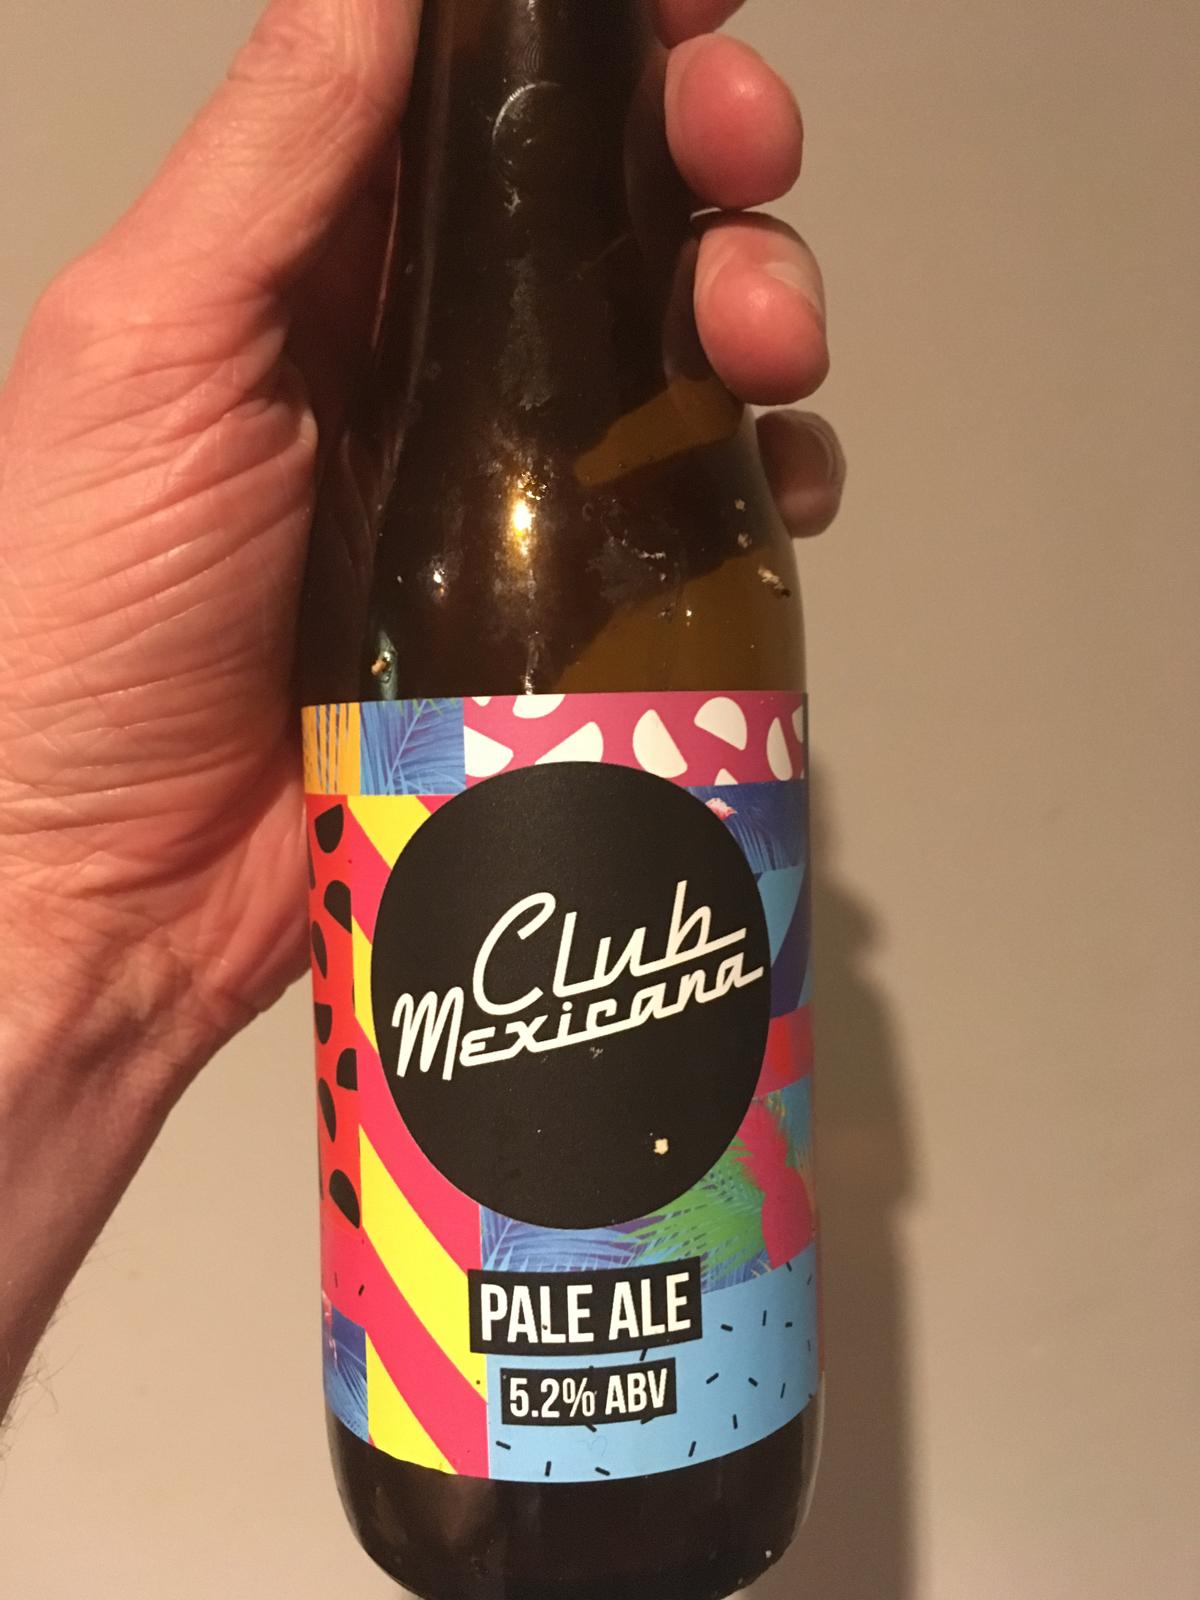 Club
Mexicana
PALE ALE
5.2% ABV